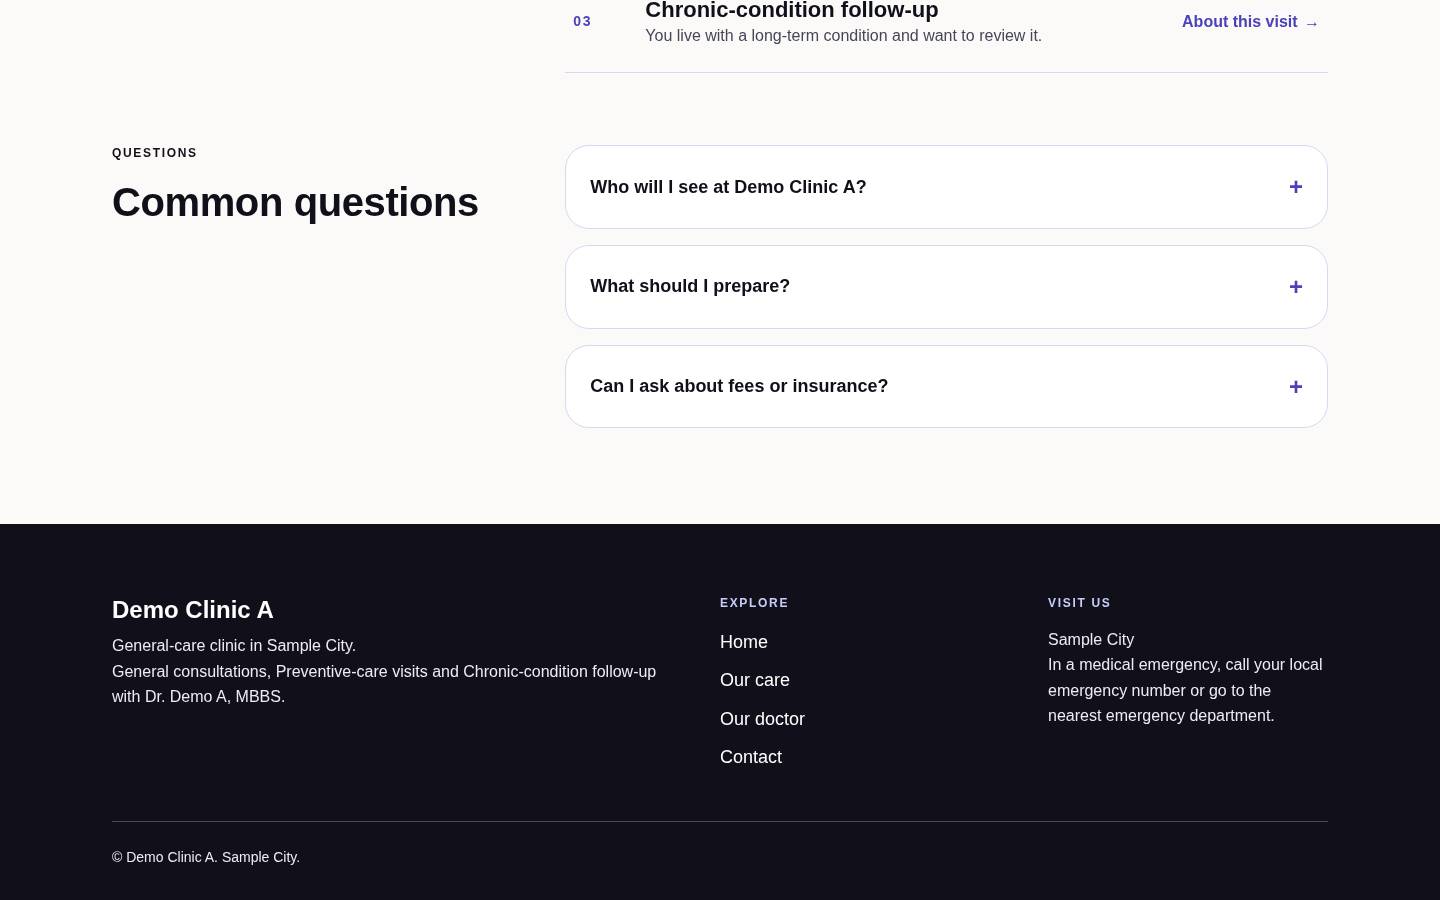 03
Chronic-condition follow-up
You live with a long-term condition and want to review it.
About this visit →
QUESTIONS
Common questions
Who will I see at Demo Clinic A?
+
What should I prepare?
+
Can I ask about fees or insurance?
+
Demo Clinic A
General-care clinic in Sample City.
General consultations, Preventive-care visits and Chronic-condition follow-up
with Dr. Demo A, MBBS.
EXPLORE
Home
Our care
Our doctor
Contact
VISIT US
Sample City
In a medical emergency, call your local
emergency number or go to the
nearest emergency department.
© Demo Clinic A. Sample City.